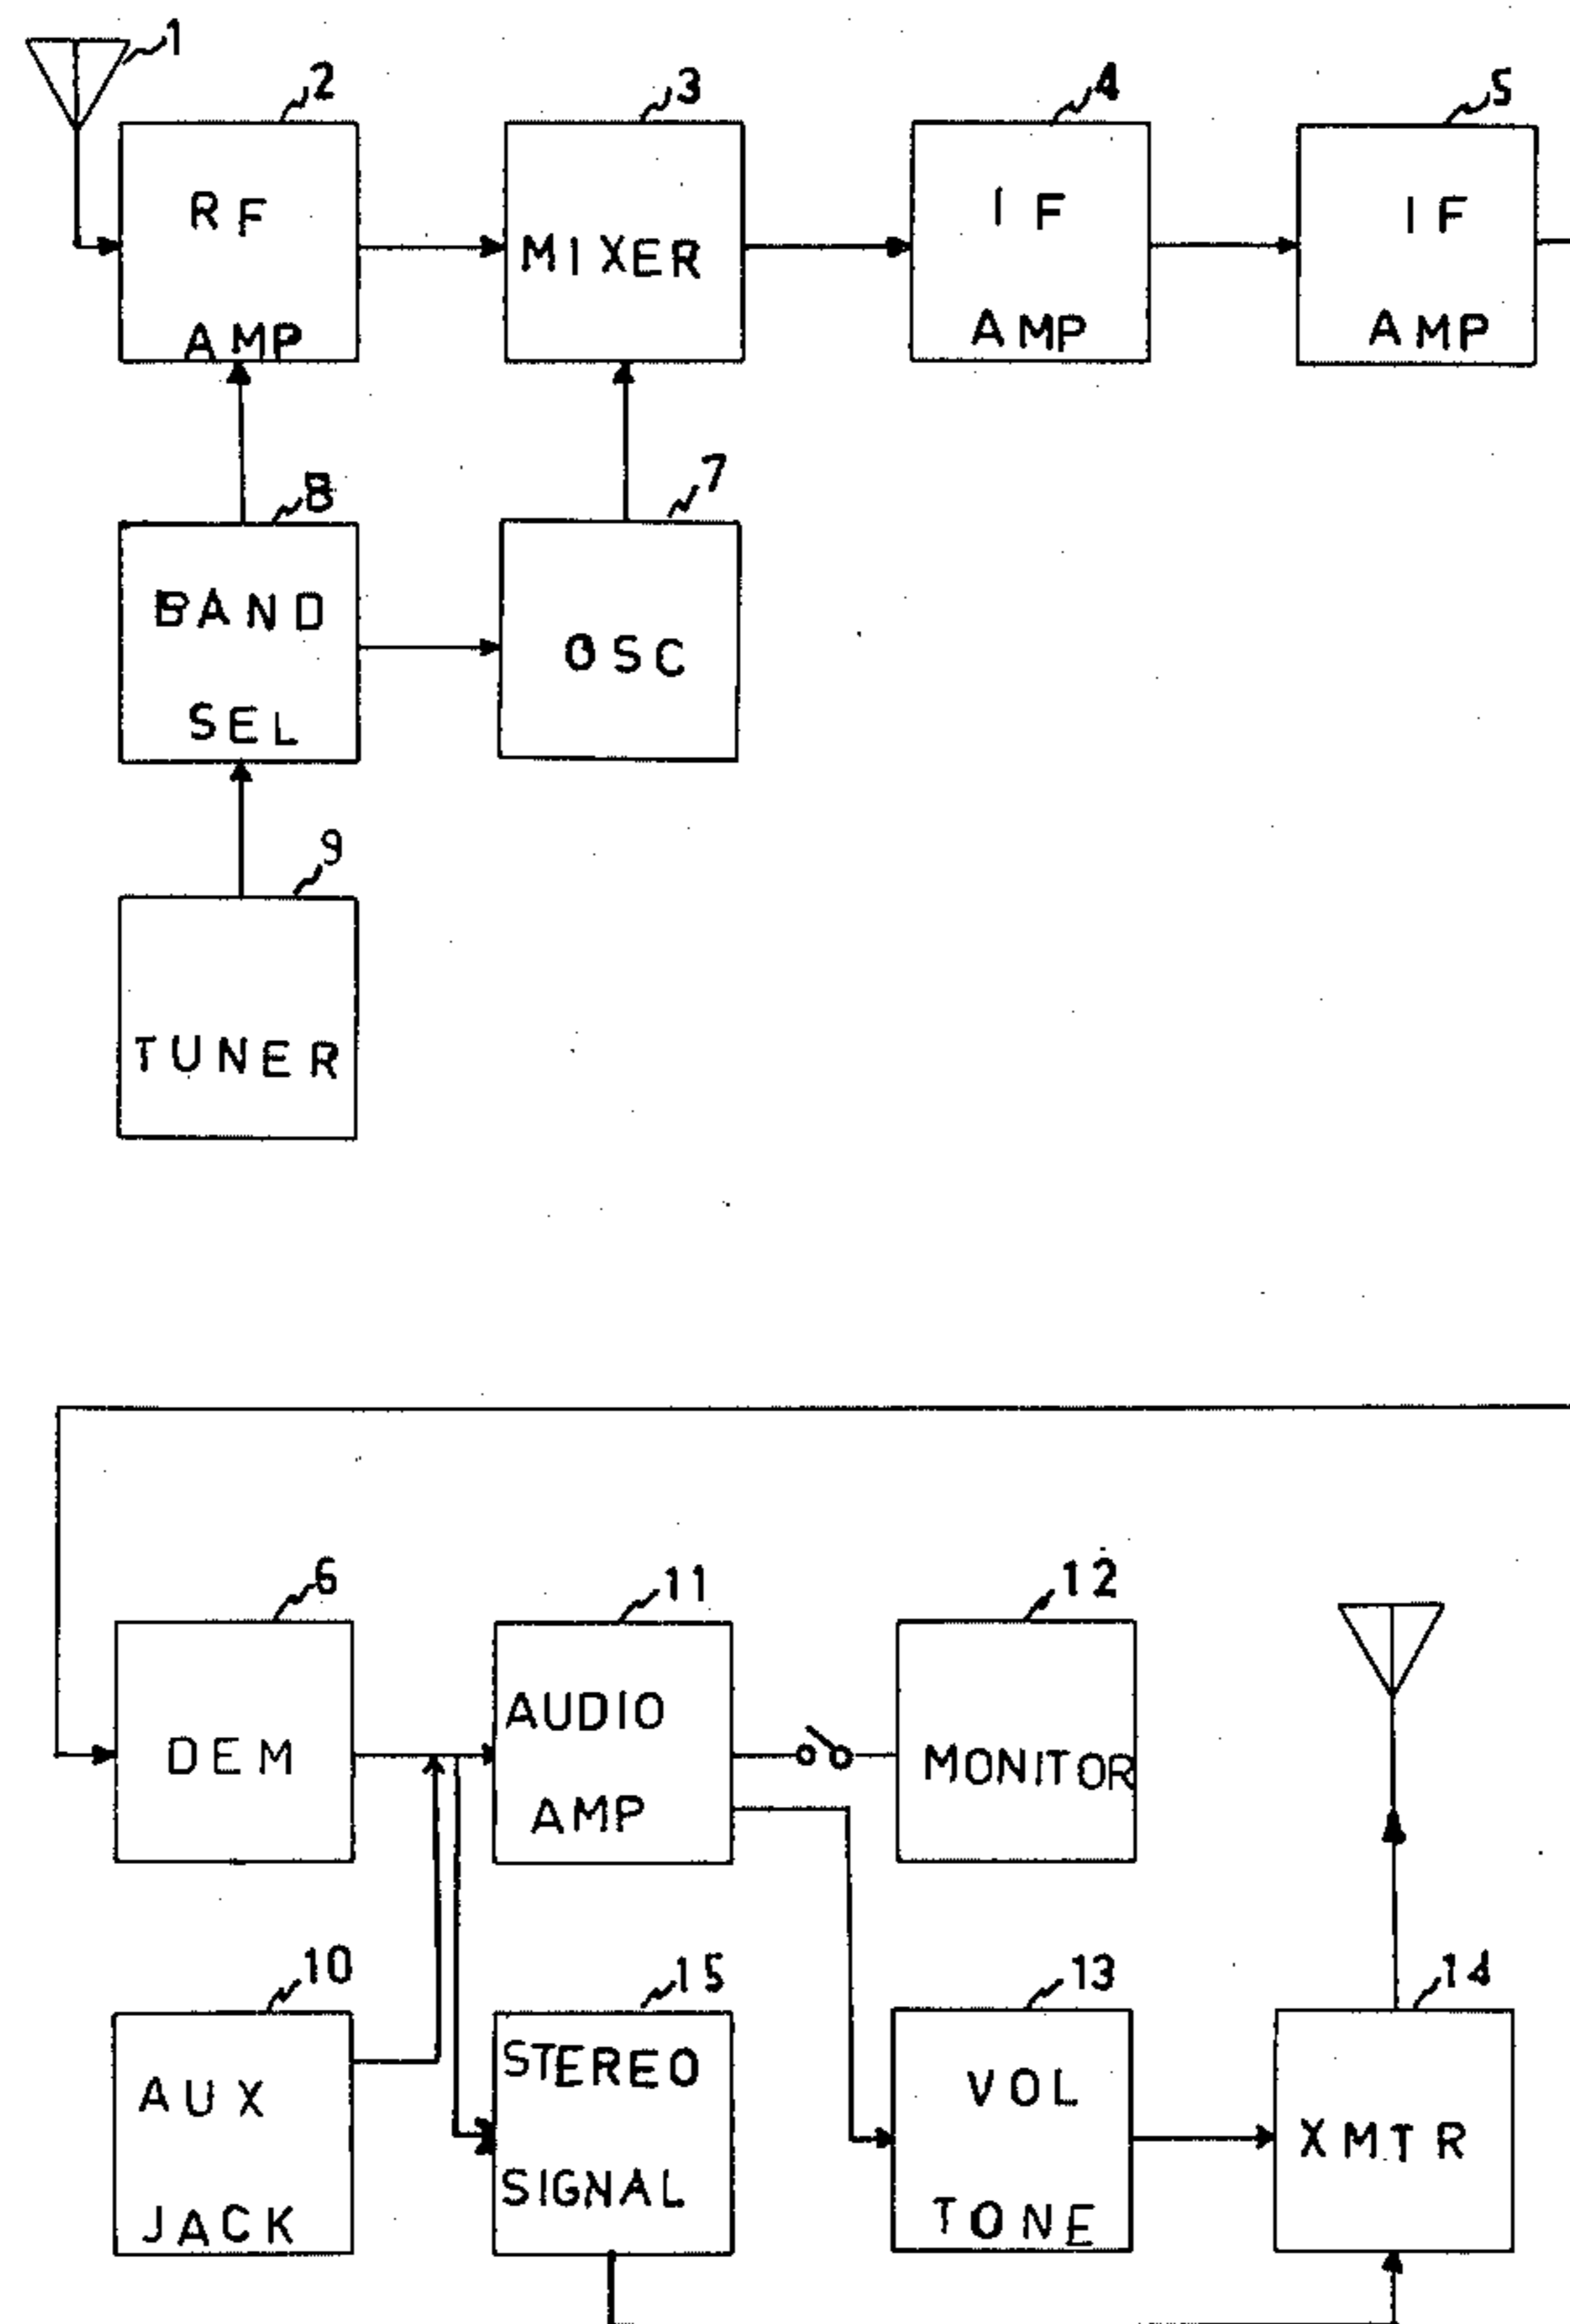 1
2
3
4
5
RF
AMP
MIXER
IF
AMP
IF
AMP
8
7
BAND
SEL
OSC
9
TUNER
6
11
12
DEM
AUDIO
AMP
MONITOR
10
15
13
14
AUX
JACK
STEREO
SIGNAL
VOL
TONE
XMTR